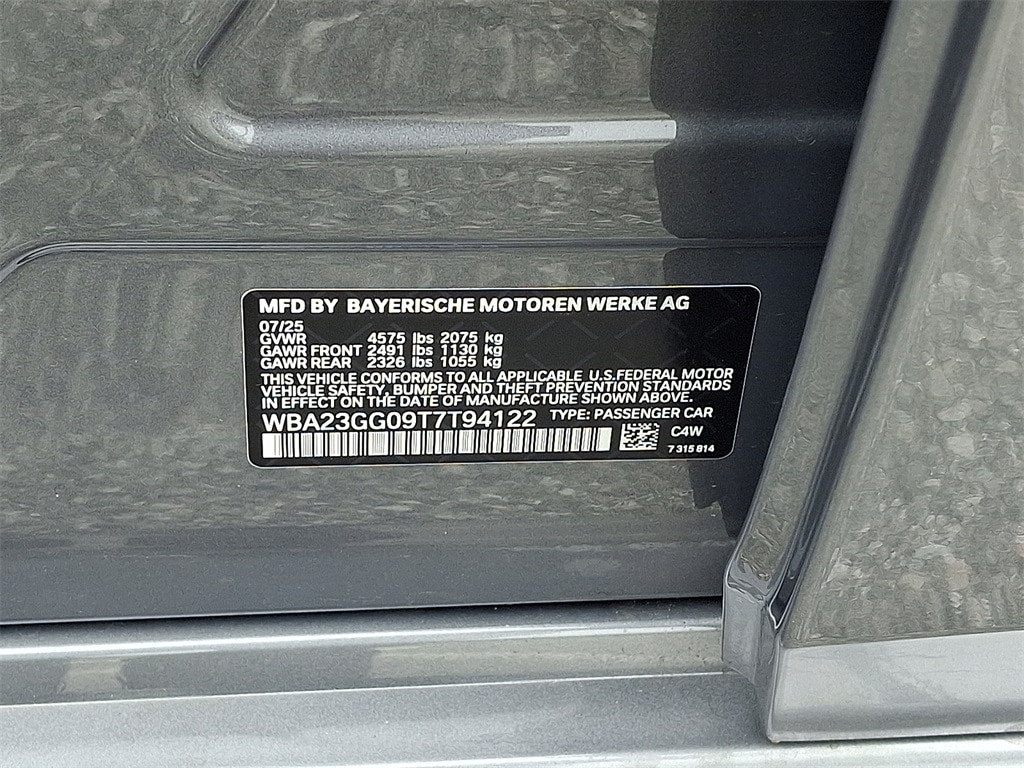 MFD BY BAYERISCHE MOTOREN WERKE AG
07/25
GVWR 4575 lbs 2075 kg
GAWR FRONT 2491 lbs 1130 kg
GAWR REAR 2326 lbs 1055 kg
THIS VEHICLE CONFORMS TO ALL APPLICABLE U.S.FEDERAL MOTOR
VEHICLE SAFETY, BUMPER AND THEFT PREVENTION STANDARDS
IN EFFECT ON THE DATE OF MANUFACTURE SHOWN ABOVE.
WBA23GG09T7T94122 TYPE: PASSENGER CAR
C4W
7 315 814